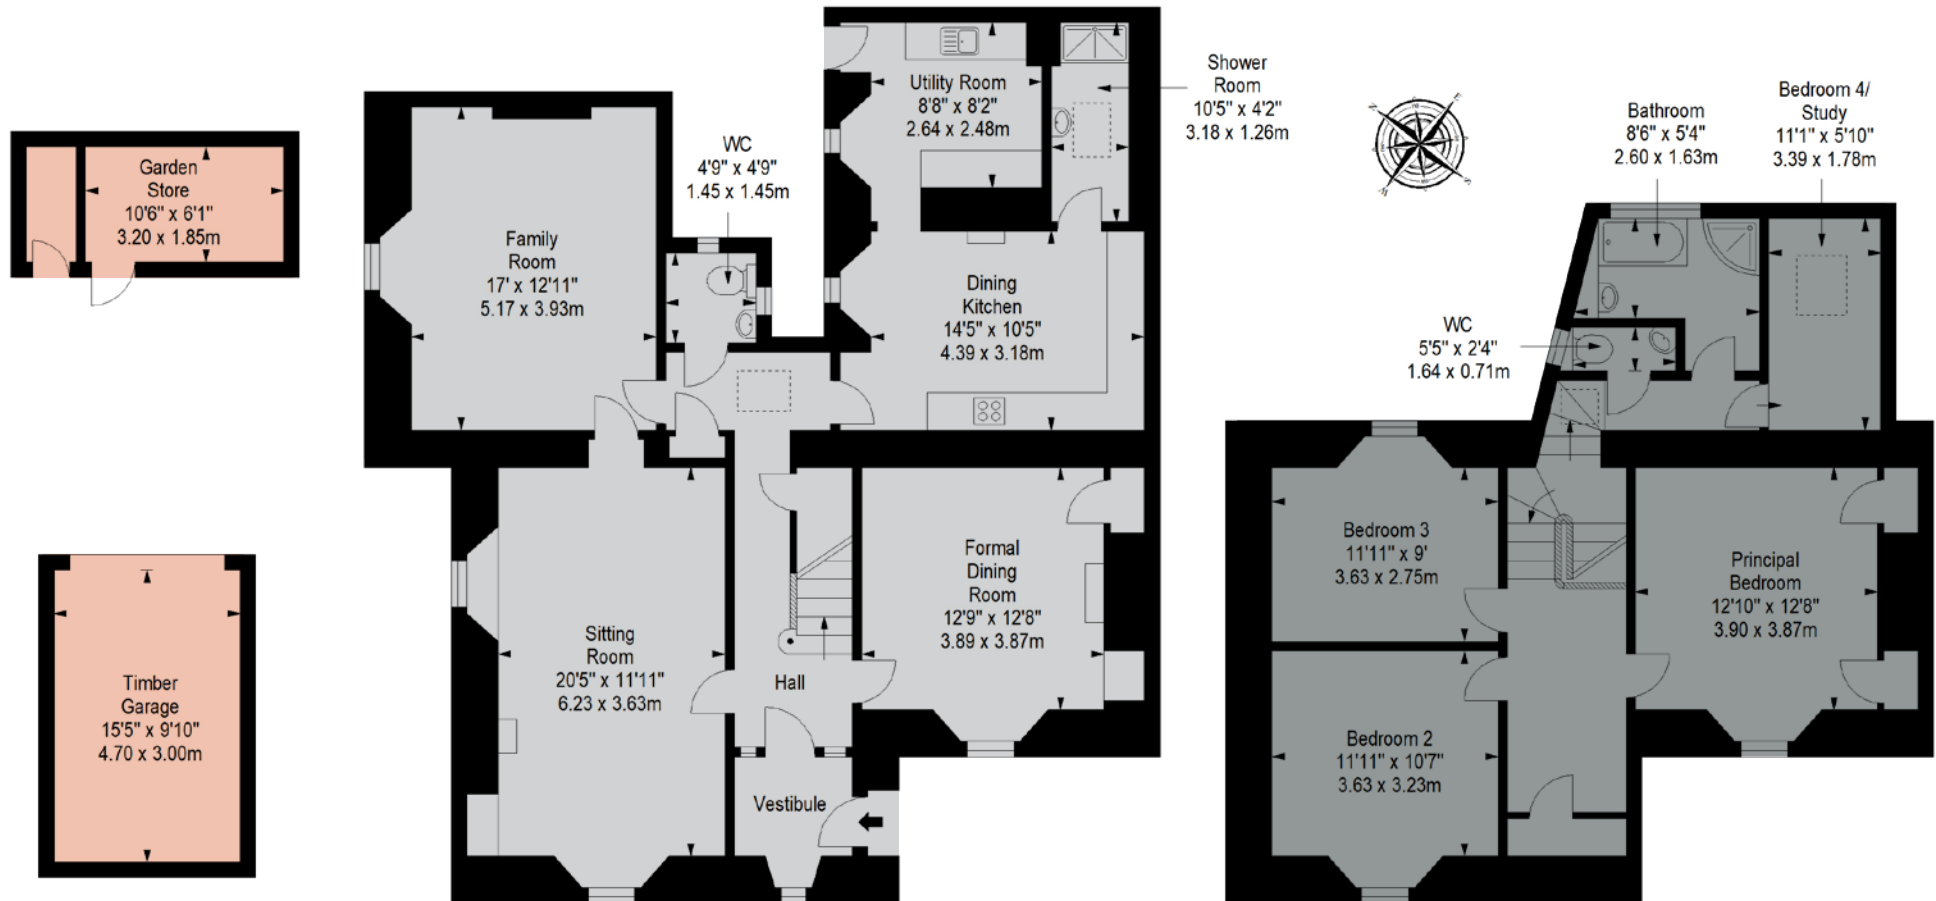 Garden
Store
10'6" x 6'1"
3.20 x 1.85m
Timber
Garage
15'5" x 9'10"
4.70 x 3.00m
Family
Room
17' x 12'11"
5.17 x 3.93m
WC
4'9" x 4'9"
1.45 x 1.45m
Utility Room
8'8" x 8'2"
2.64 x 2.48m
Shower
Room
10'5" x 4'2"
3.18 x 1.26m
Dining
Kitchen
14'5" x 10'5"
4.39 x 3.18m
Sitting
Room
20'5" x 11'11"
6.23 x 3.63m
Hall
Vestibule
Formal
Dining
Room
12'9" x 12'8"
3.89 x 3.87m
N
E
S
W
Bathroom
8'6" x 5'4"
2.60 x 1.63m
Bedroom 4/
Study
11'1" x 5'10"
3.39 x 1.78m
WC
5'5" x 2'4"
1.64 x 0.71m
Bedroom 3
11'11" x 9'
3.63 x 2.75m
Bedroom 2
11'11" x 10'7"
3.63 x 3.23m
Principal
Bedroom
12'10" x 12'8"
3.90 x 3.87m